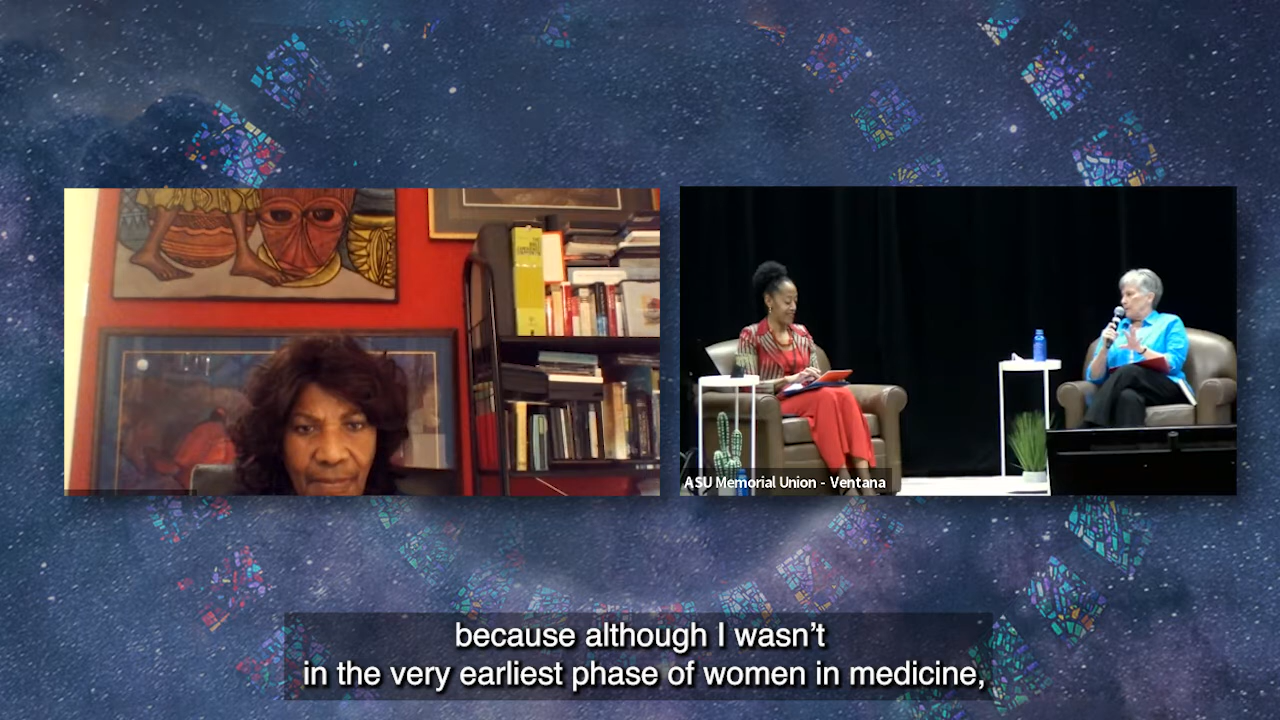 ASU Memorial Union - Ventana
because although I wasn't
in the very earliest phase of women in medicine,